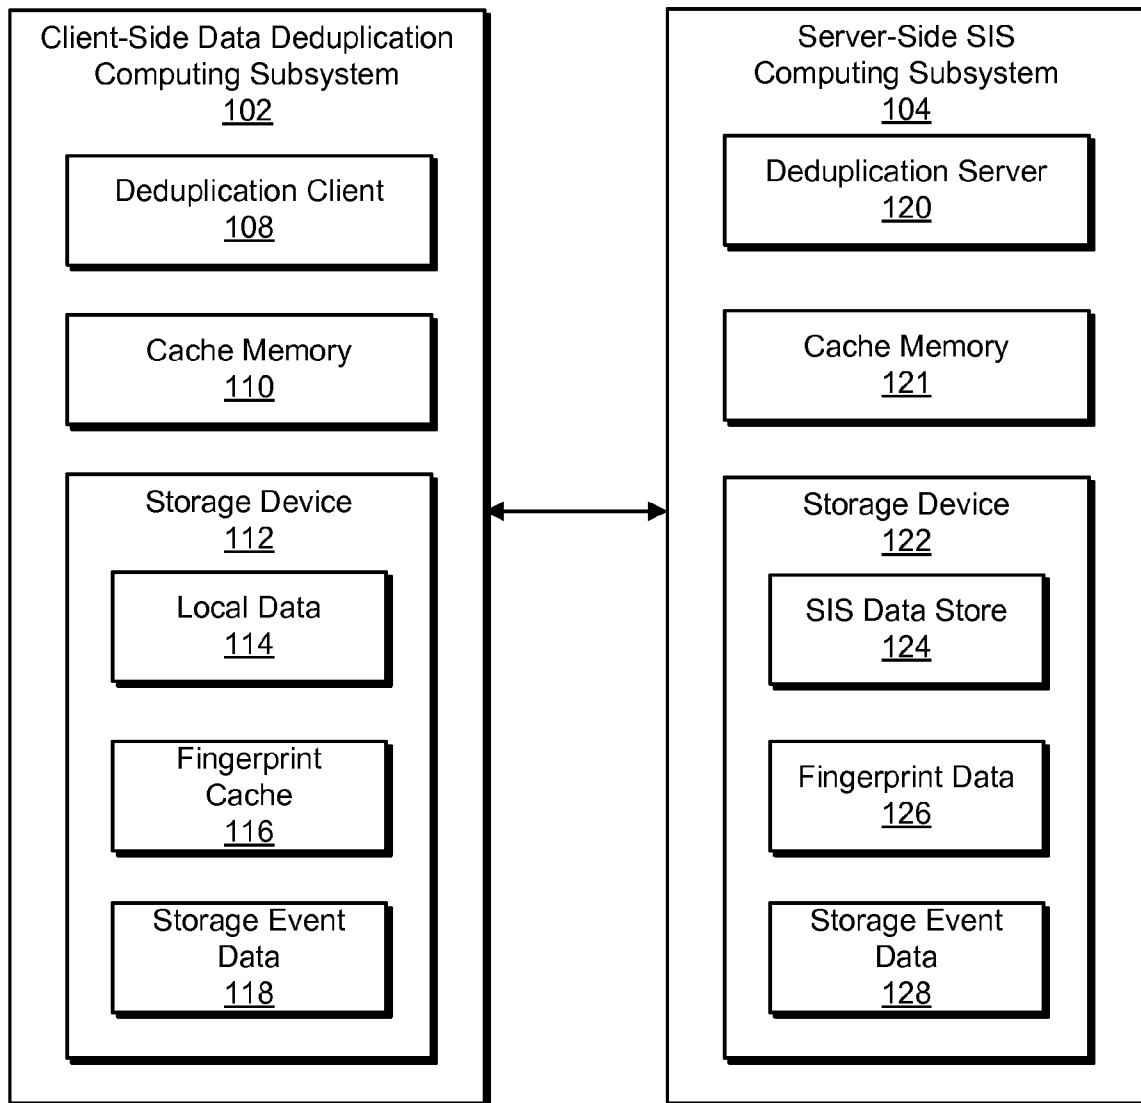 Client-Side Data Deduplication
Computing Subsystem
102
Deduplication Client
108
Cache Memory
110
Storage Device
112
Local Data
114
Fingerprint
Cache
116
Storage Event
Data
118
Server-Side SIS
Computing Subsystem
104
Deduplication Server
120
Cache Memory
121
Storage Device
122
SIS Data Store
124
Fingerprint Data
126
Storage Event
Data
128